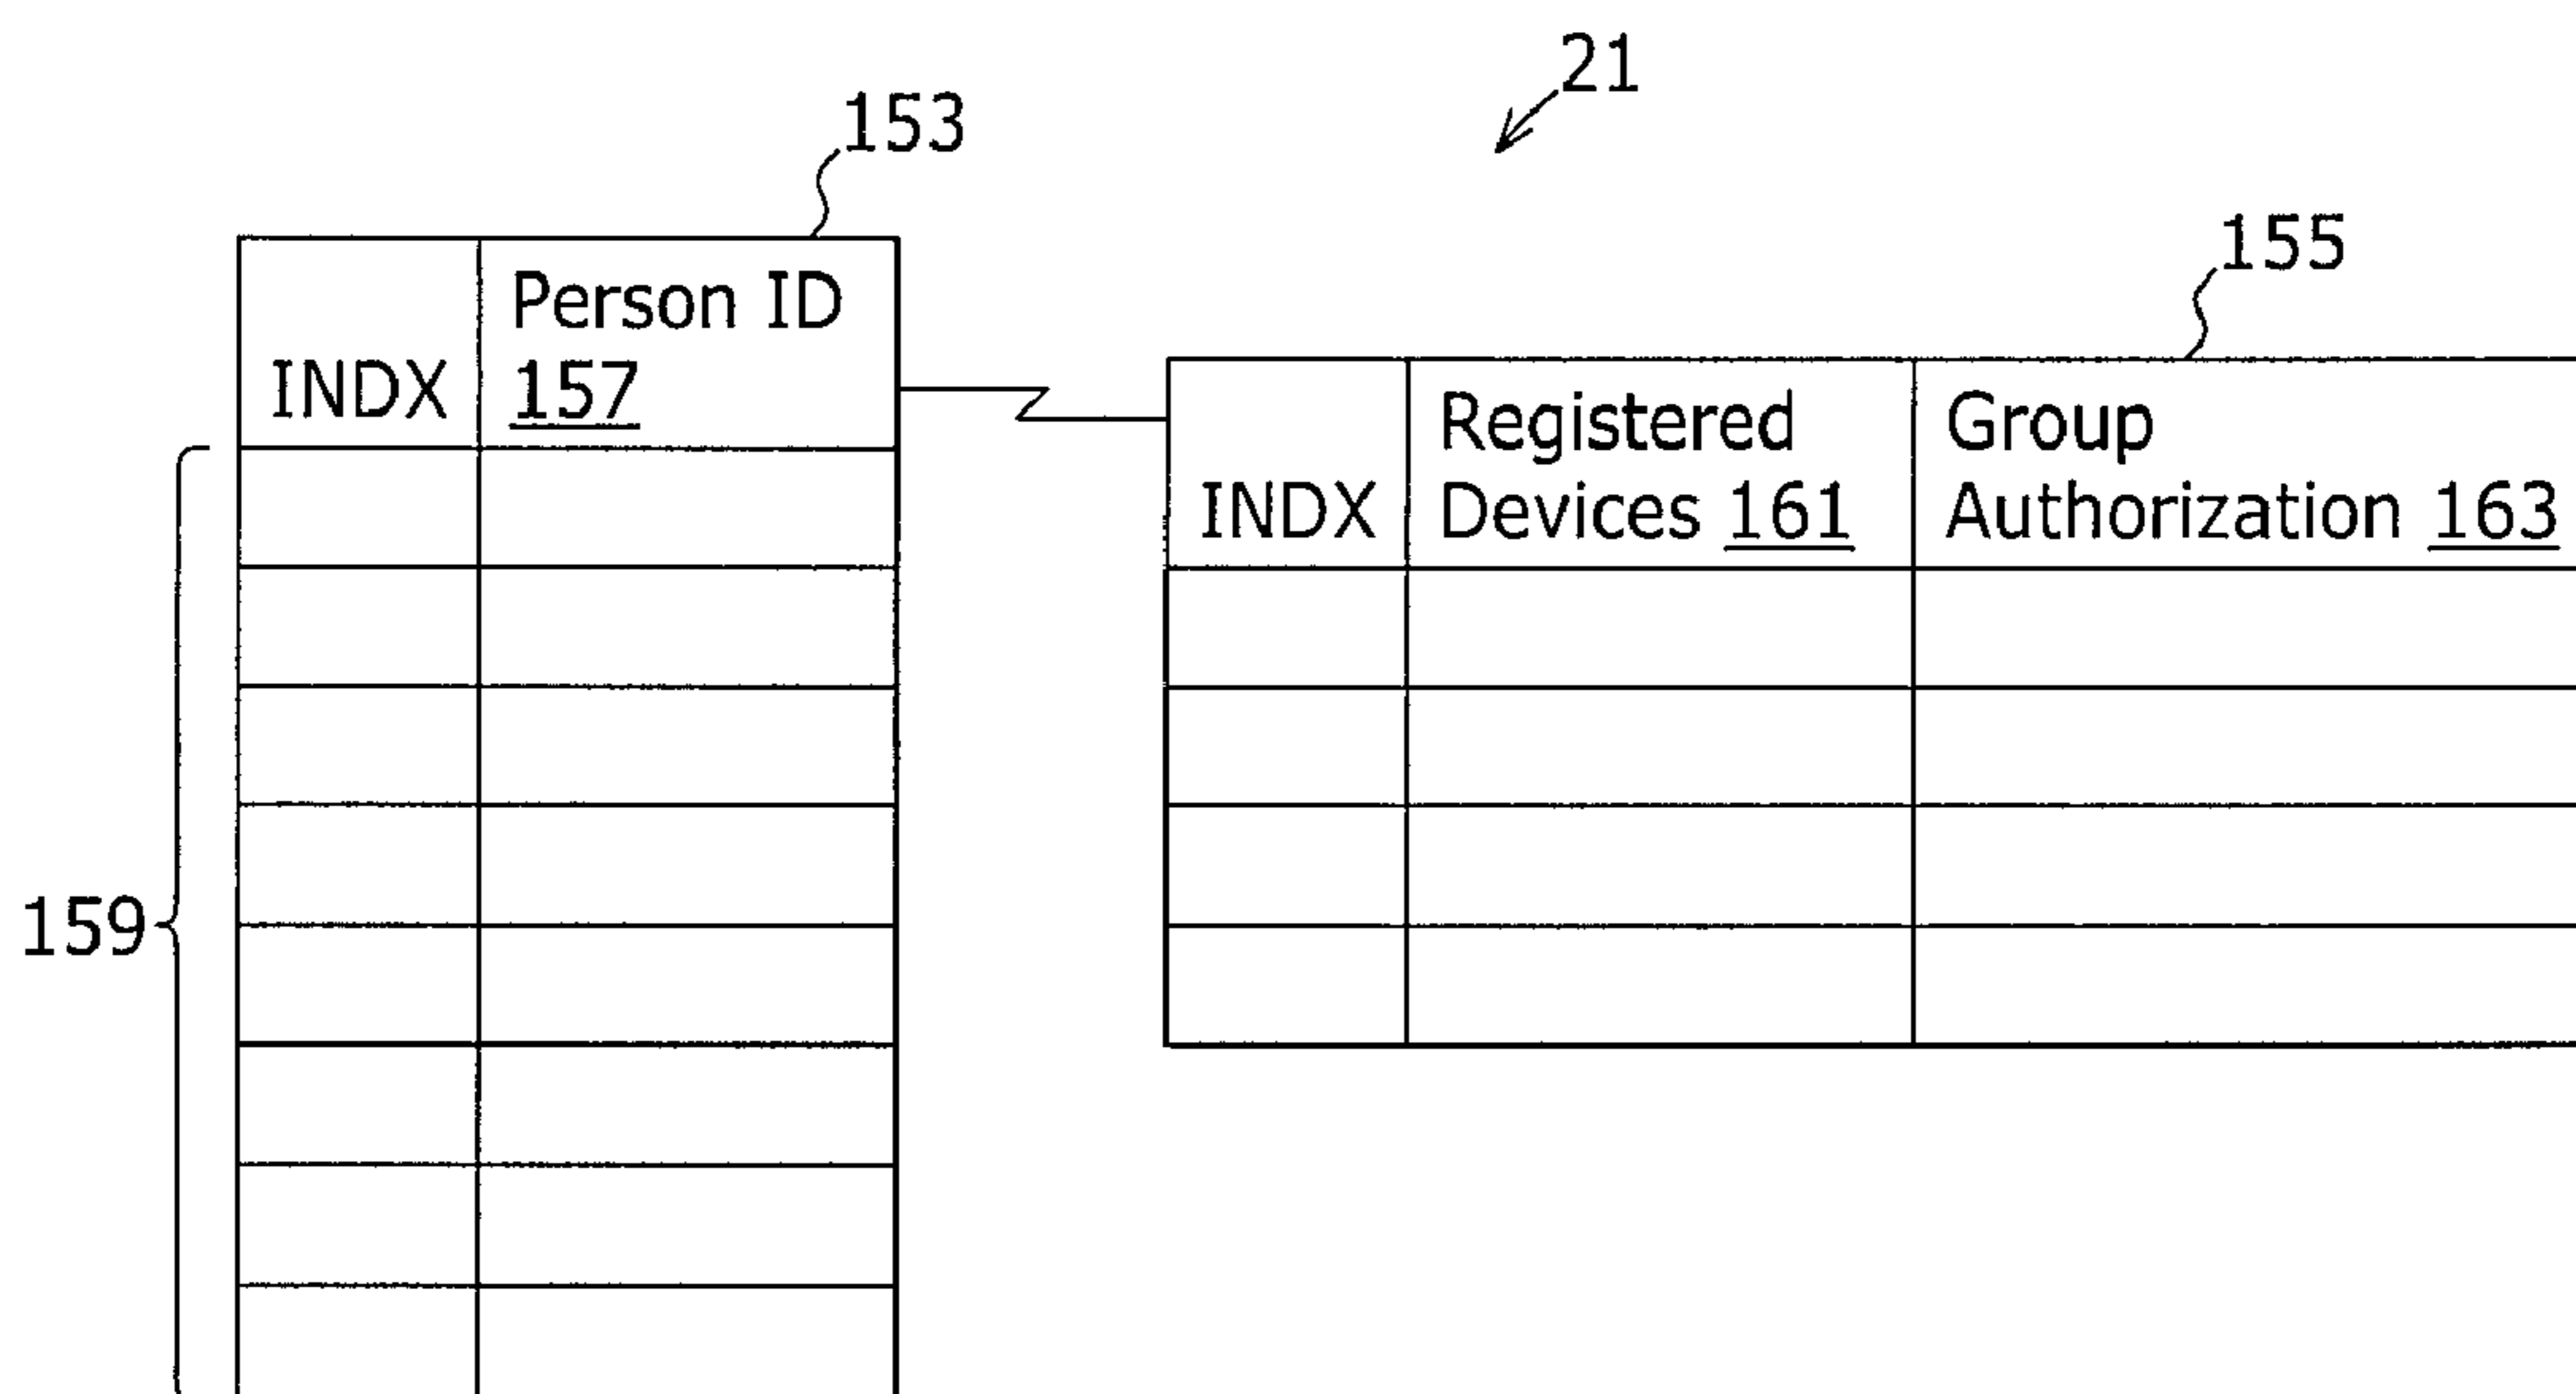 21
153
155
Person ID
INDX 157
Registered Group
INDX Devices 161 Authorization 163
159